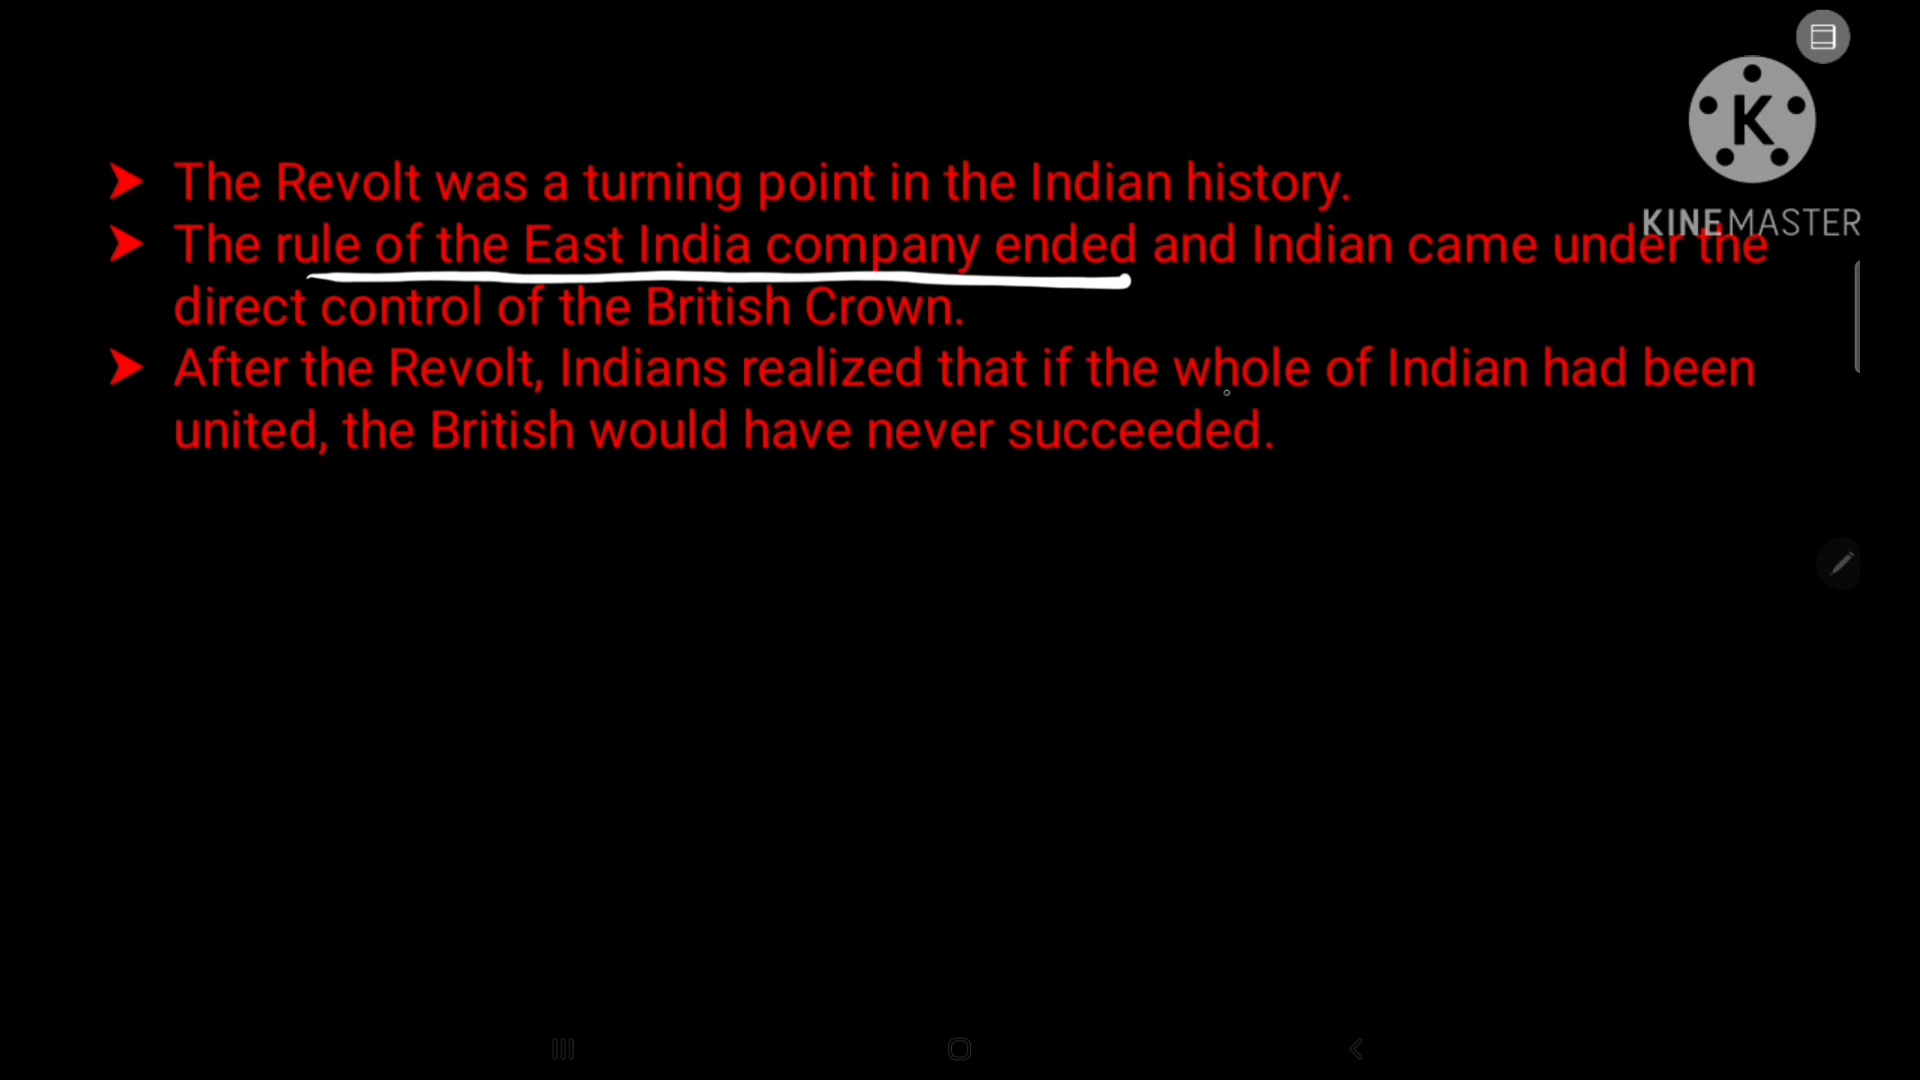 KINEMASTER
➤ The Revolt was a turning point in the Indian history.
➤ The rule of the East India company ended and Indian came under the
direct control of the British Crown.
➤ After the Revolt, Indians realized that if the whole of Indian had been
united, the British would have never succeeded.